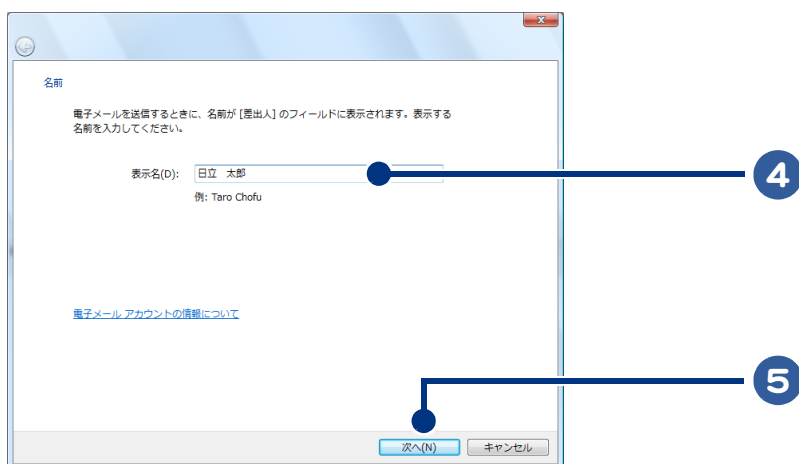 名前
電子メールを送信するときに、名前が [差出人] のフィールドに表示されます。表示する
名前を入力してください。
表示名(D): 日立　太郎
4
例: Taro Chofu
電子メール アカウントの情報について
5
次へ(N) キャンセル